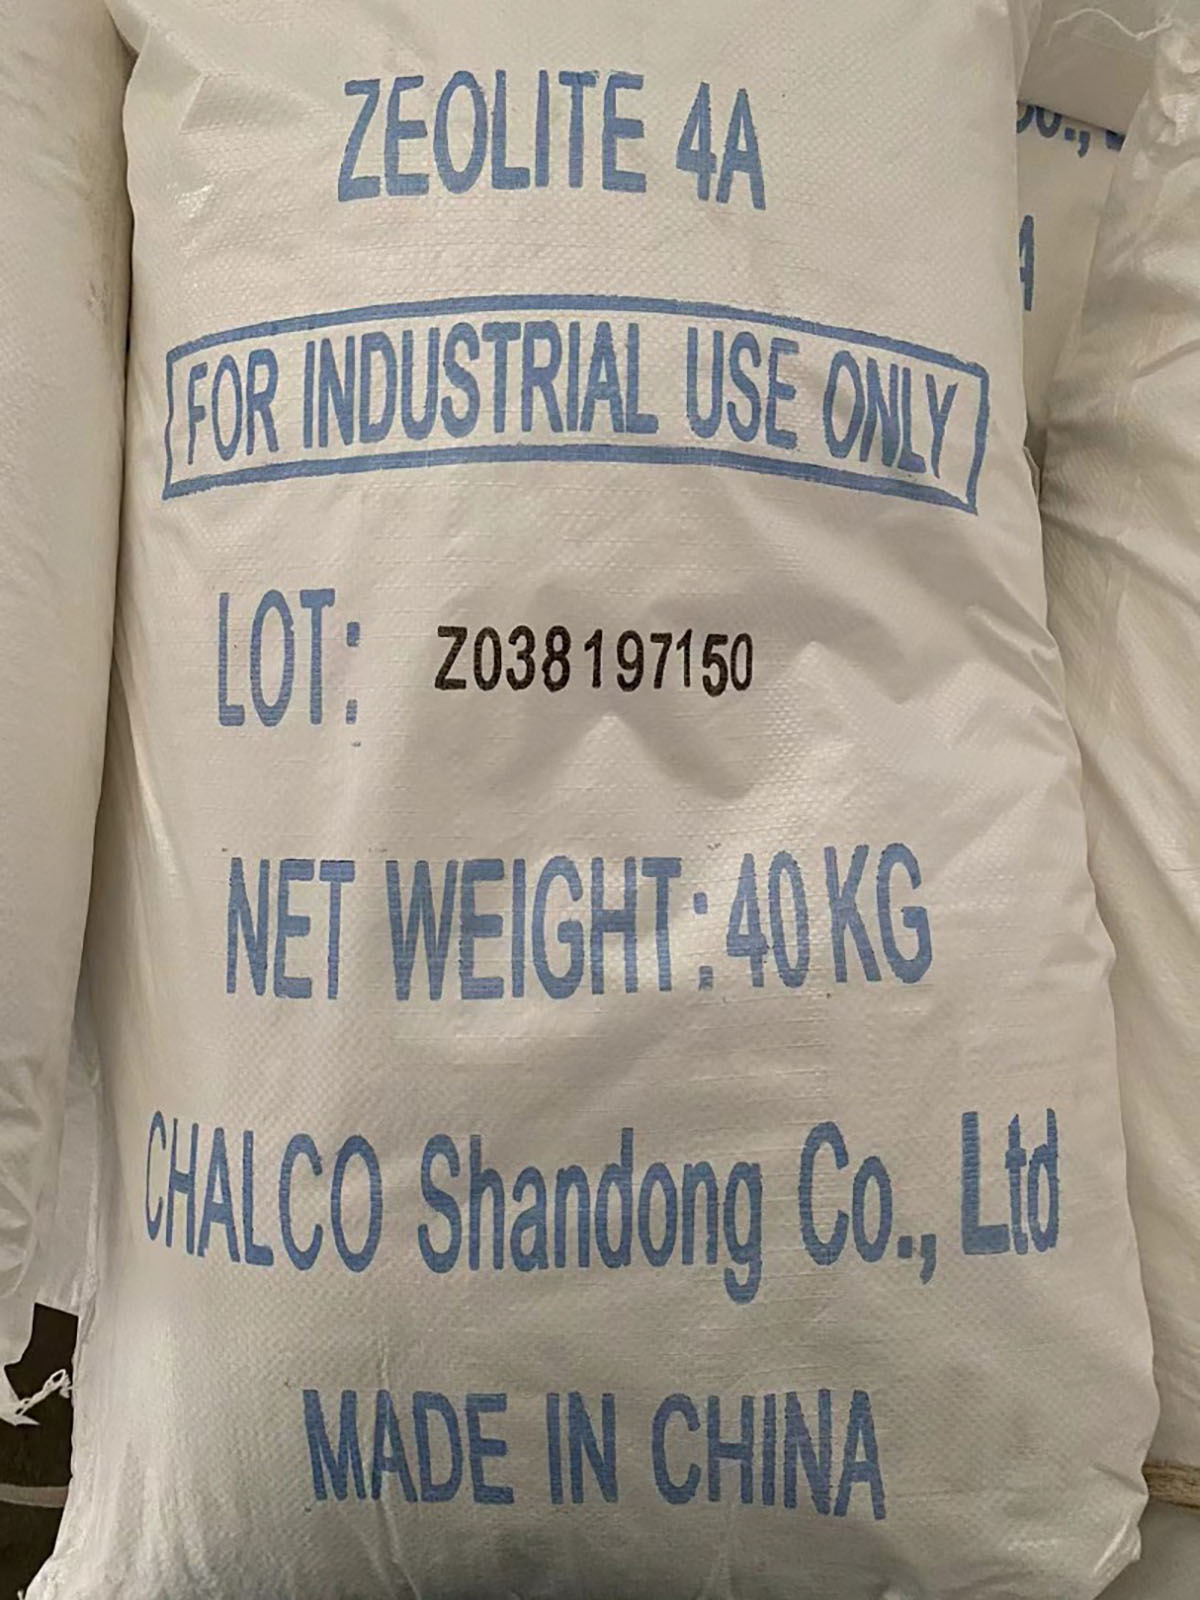 ZEOLITE 4A
FOR INDUSTRIAL USE ONLY
LOT: Z038197150
NET WEIGHT: 40 KG
CHALCO Shandong Co., Ltd
MADE IN CHINA